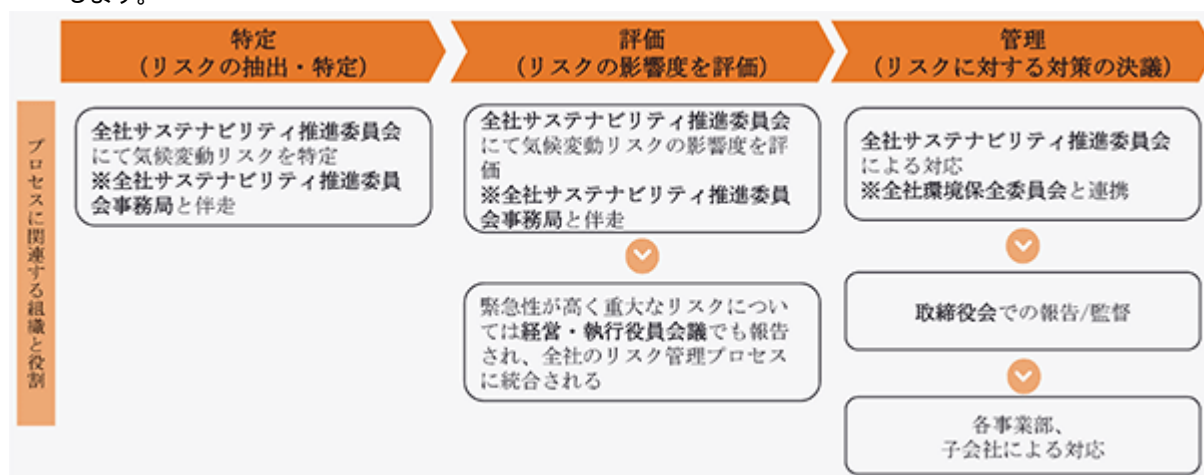 します。
特定
（リスクの抽出・特定）
評価
（リスクの影響度を評価）
管理
（リスクに対する対策の決議）
プロセスに関連する組織と役割
全社サステナビリティ推進委員会
にて気候変動リスクを特定
※全社サステナビリティ推進委員
会事務局と伴走
全社サステナビリティ推進委員会
にて気候変動リスクの影響度を評
価
※全社サステナビリティ推進委員
会事務局と伴走
緊急性が高く重大なリスクについ
ては経営・執行役員会議でも報告
され、全社のリスク管理プロセス
に統合される
全社サステナビリティ推進委員会
による対応
※全社環境保全委員会と連携
取締役会での報告/監督
各事業部、
子会社による対応